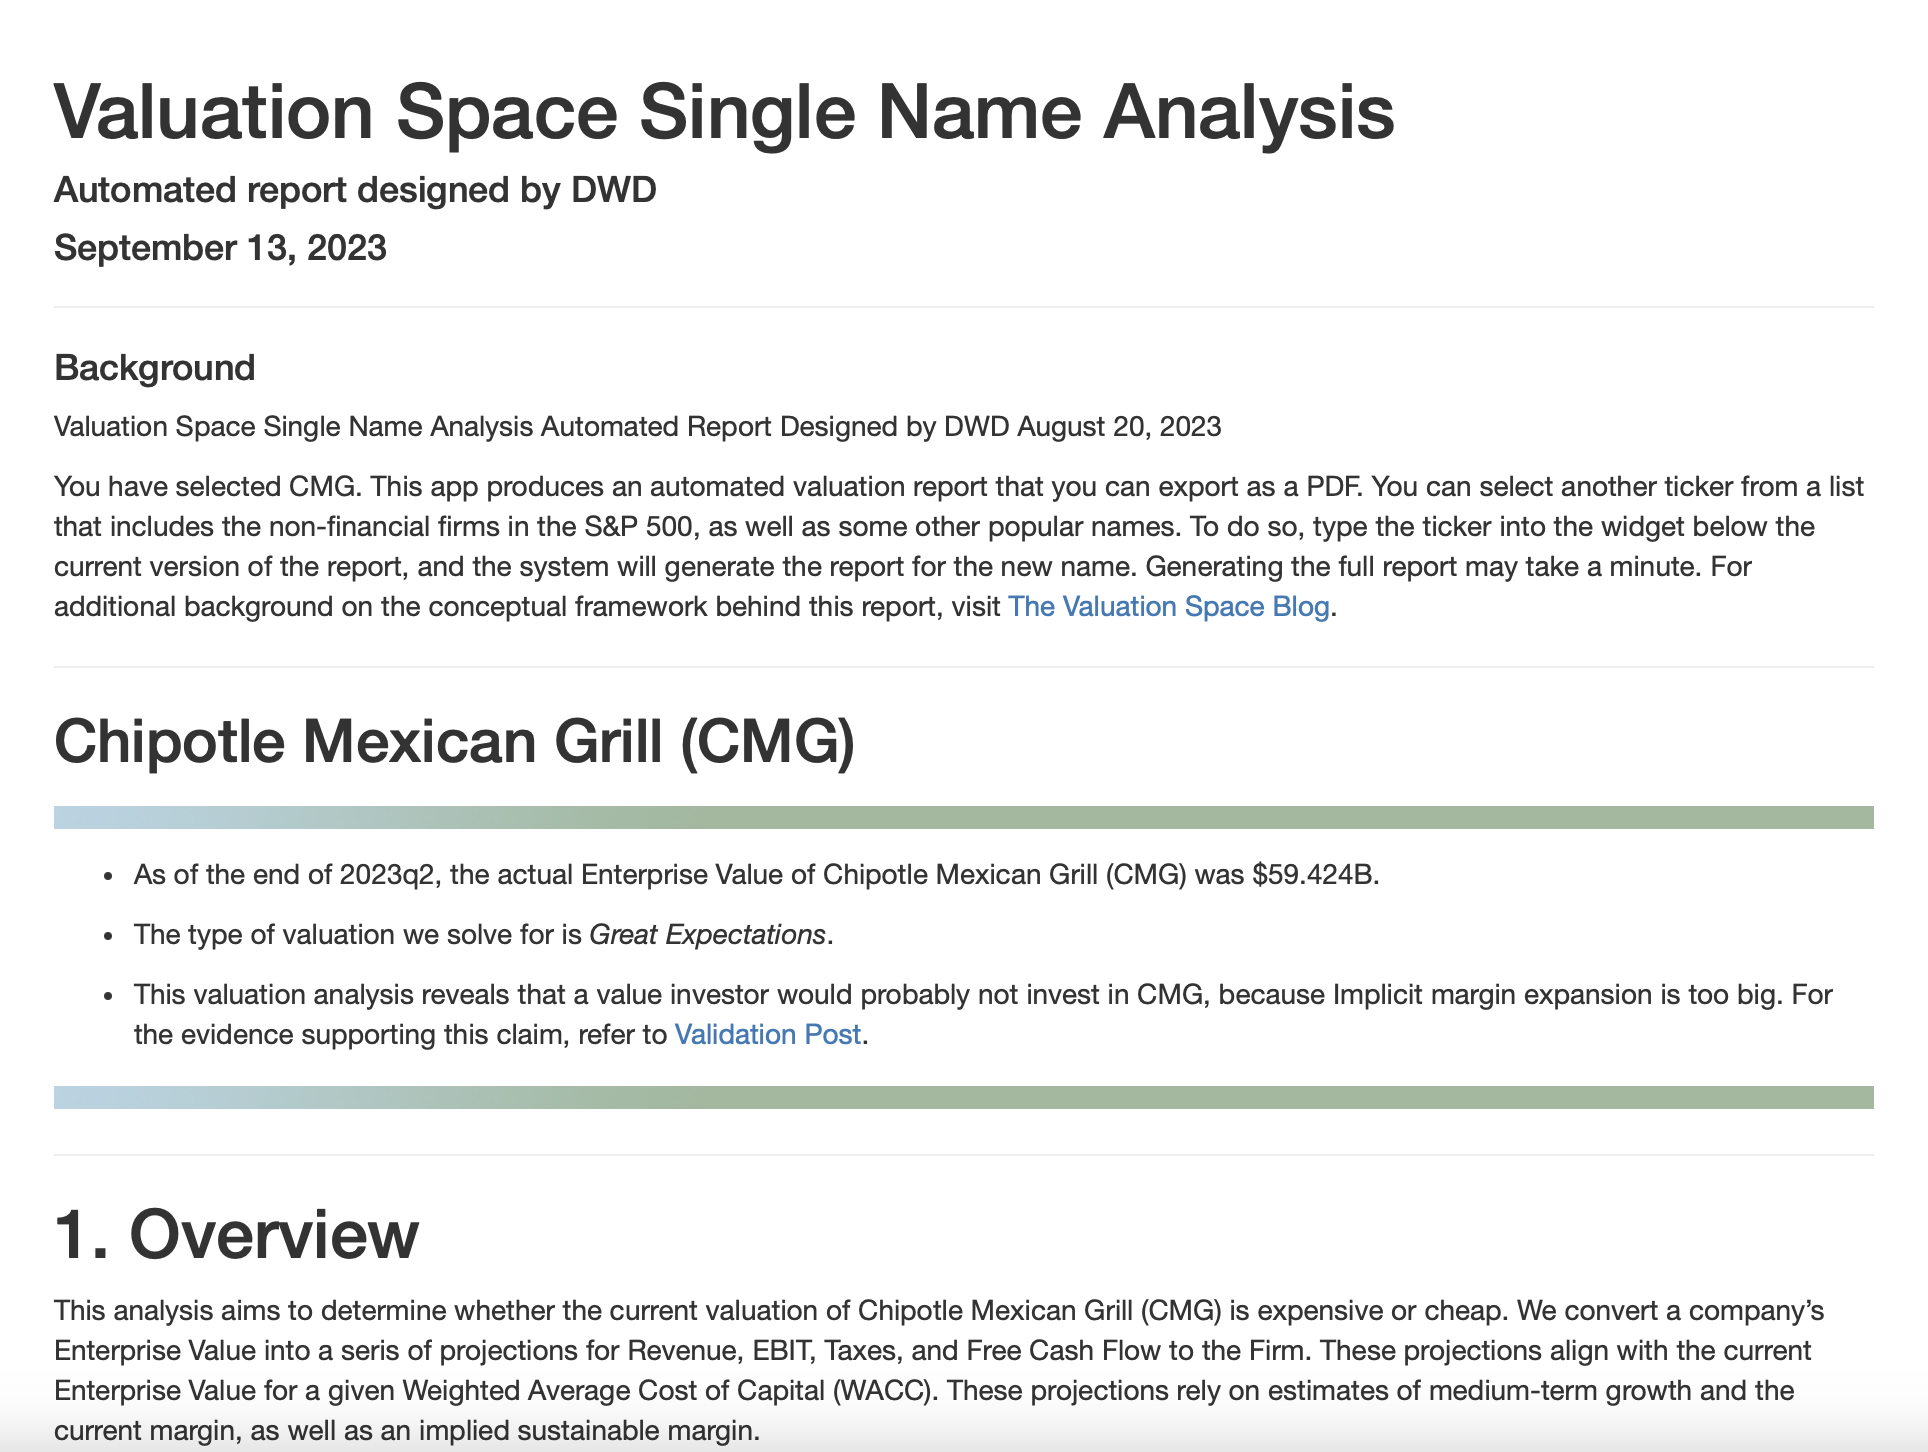 Valuation Space Single Name Analysis
Automated report designed by DWD
September 13, 2023
Background
Valuation Space Single Name Analysis Automated Report Designed by DWD August 20, 2023
You have selected CMG. This app produces an automated valuation report that you can export as a PDF. You can select another ticker from a list
that includes the non-financial firms in the S&P 500, as well as some other popular names. To do so, type the ticker into the widget below the
current version of the report, and the system will generate the report for the new name. Generating the full report may take a minute. For
additional background on the conceptual framework behind this report, visit The Valuation Space Blog.
Chipotle Mexican Grill (CMG)
• As of the end of 2023q2, the actual Enterprise Value of Chipotle Mexican Grill (CMG) was $59.424B.
• The type of valuation we solve for is Great Expectations.
• This valuation analysis reveals that a value investor would probably not invest in CMG, because Implicit margin expansion is too big. For
the evidence supporting this claim, refer to Validation Post.
1. Overview
This analysis aims to determine whether the current valuation of Chipotle Mexican Grill (CMG) is expensive or cheap. We convert a company’s
Enterprise Value into a seris of projections for Revenue, EBIT, Taxes, and Free Cash Flow to the Firm. These projections align with the current
Enterprise Value for a given Weighted Average Cost of Capital (WACC). These projections rely on estimates of medium-term growth and the
current margin, as well as an implied sustainable margin.